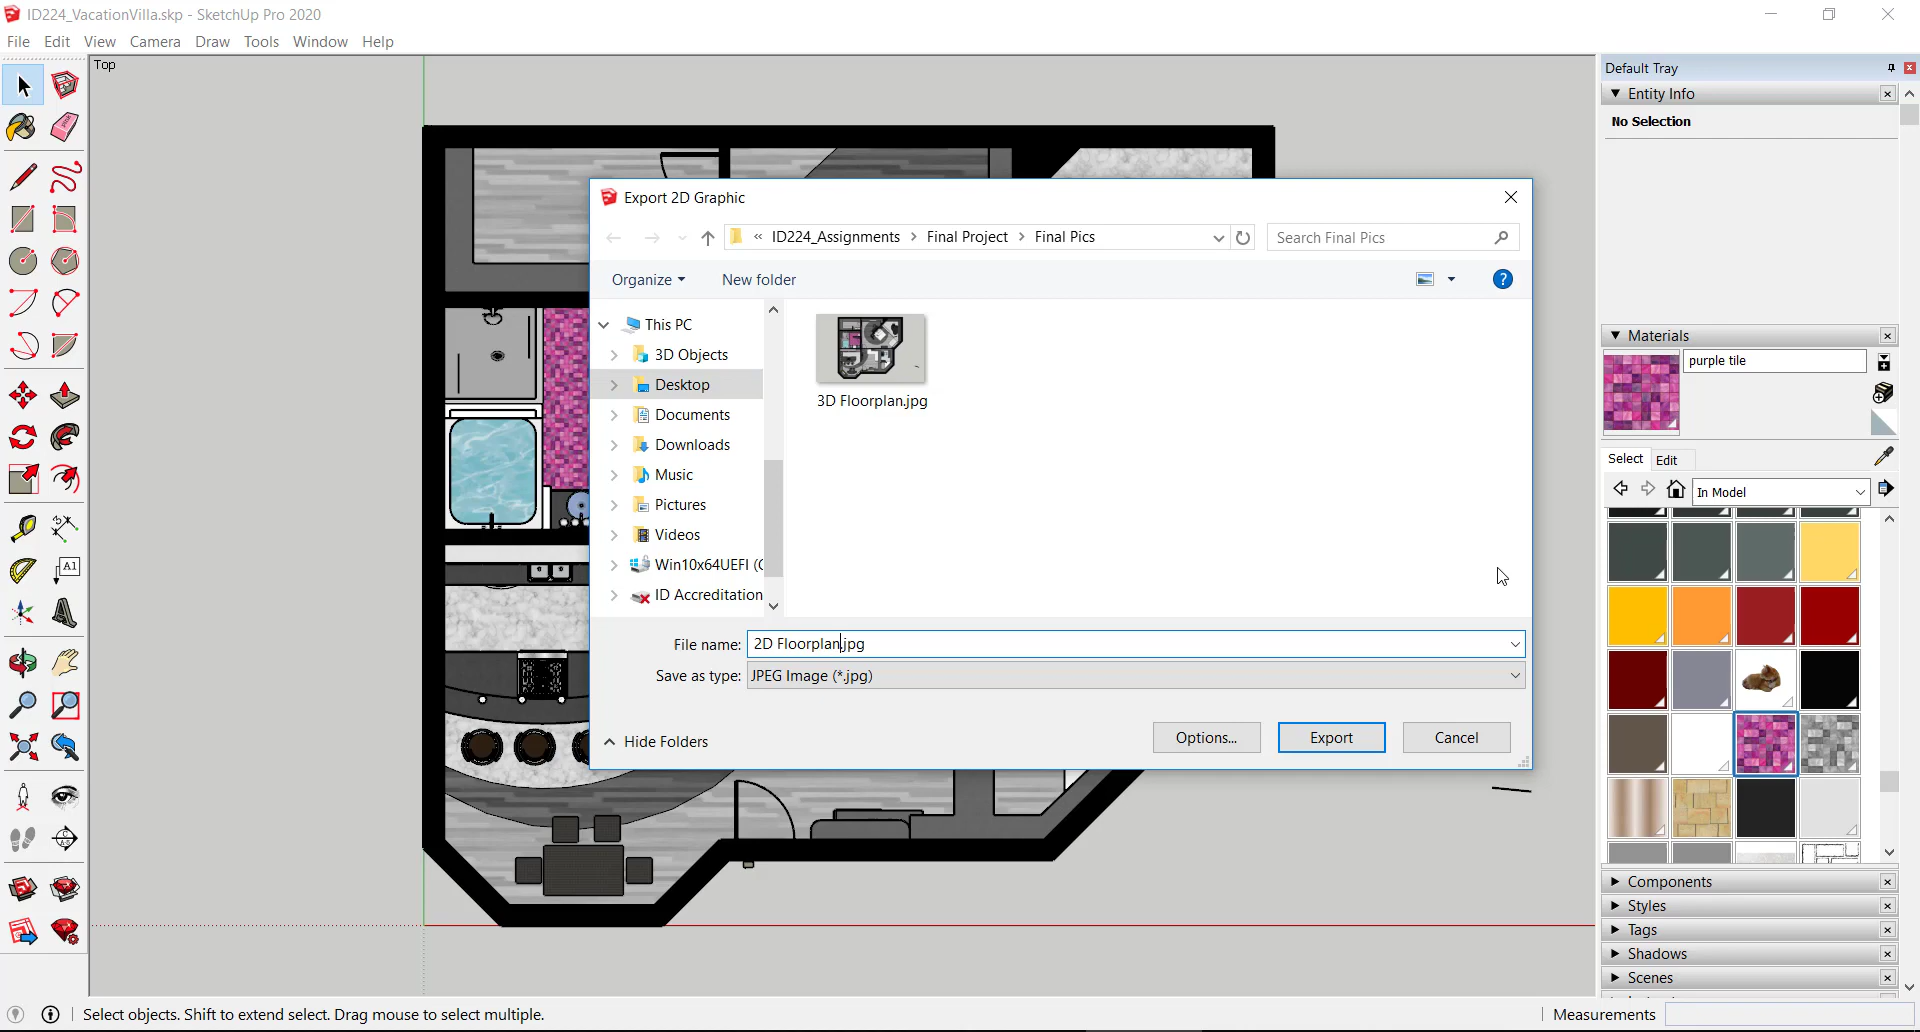 ID224_VacationVilla.skp - SketchUp Pro 2020
File Edit View Camera Draw Tools Window Help
Top
Default Tray
Entity Info
No Selection
Export 2D Graphic
« ID224_Assignments > Final Project > Final Pics
Search Final Pics
Organize
New folder
This PC
3D Objects
Desktop
Documents
Downloads
Music
Pictures
Videos
Win10x64UEFI (C
ID Accreditation
3D Floorplan.jpg
File name: 2D Floorplan.jpg
Save as type: JPEG Image (*.jpg)
Hide Folders
Options...
Export
Cancel
Materials
purple tile
Select Edit
In Model
Components
Styles
Tags
Shadows
Scenes
Select objects. Shift to extend select. Drag mouse to select multiple.
Measurements